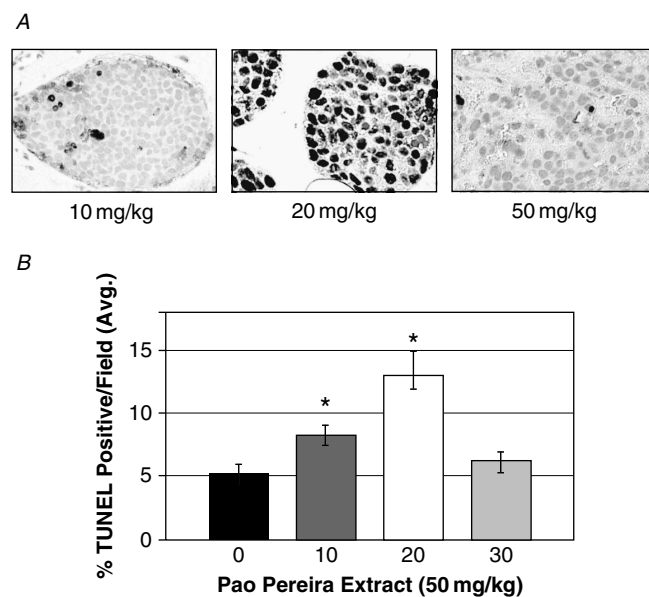 A
10 mg/kg 20 mg/kg 50 mg/kg
B
% TUNEL Positive/Field (Avg.)
15
10
5
0
* *
0 10 20 30
Pao Pereira Extract (50 mg/kg)